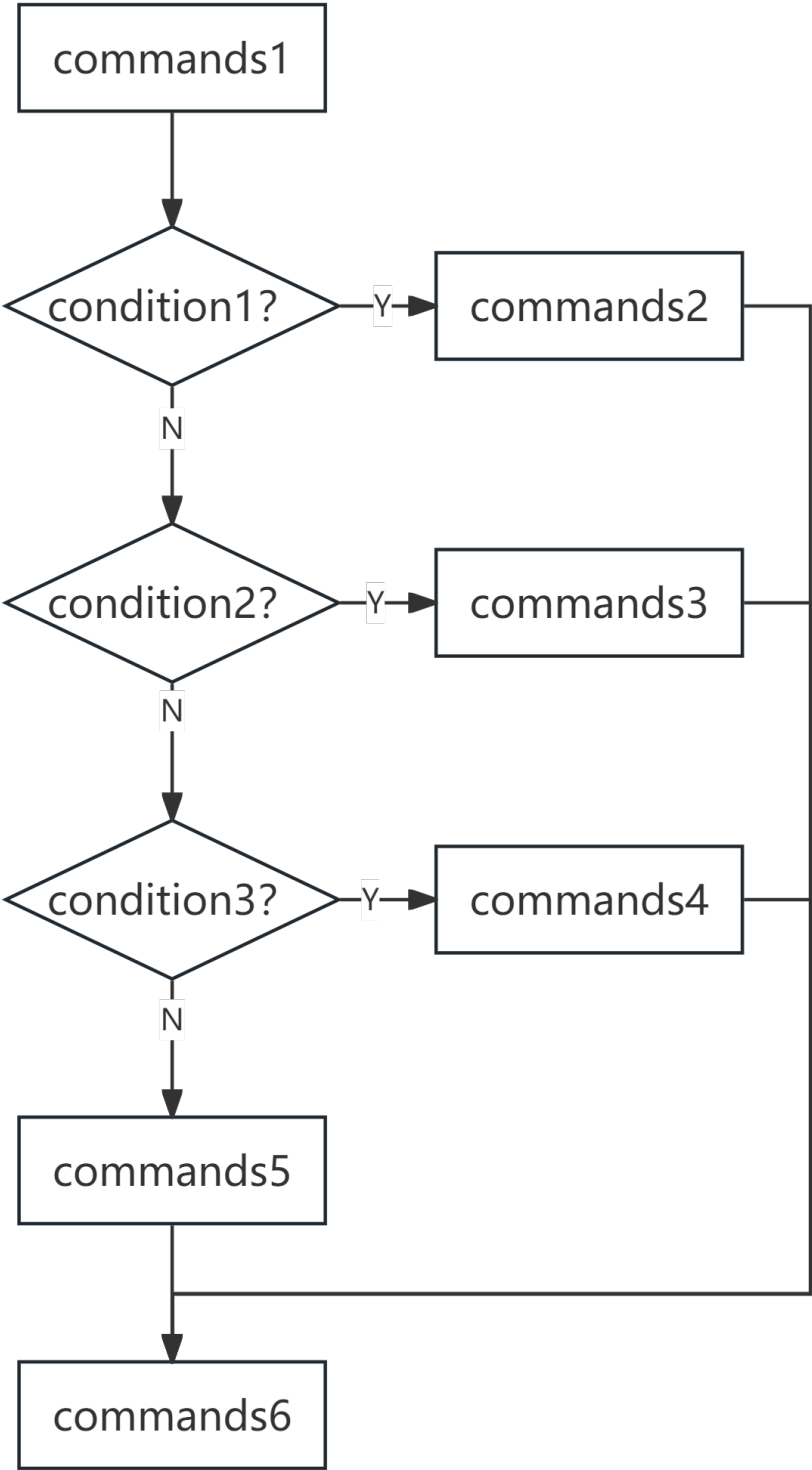 commands1
condition1?
Y
commands2
N
condition2?
Y
commands3
N
condition3?
Y
commands4
N
commands5
commands6